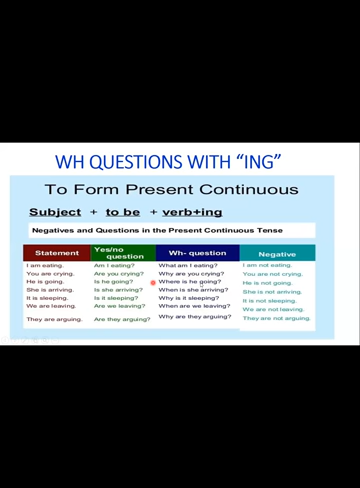 WH QUESTIONS WITH "ING"
To Form Present Continuous
Subject + to be + verb+ing
Negatives and Questions in the Present Continuous Tense
Statement Yes/no question Wh- question Negative
I am eating. Am I eating? What am I eating? I am not eating.
You are crying. Are you crying? Why are you crying? You are not crying.
He is going. Is he going? Where is he going? He is not going.
She is arriving. Is she arriving? When is she arriving? She is not arriving.
It is sleeping. Is it sleeping? Why is it sleeping? It is not sleeping.
We are leaving. Are we leaving? When are we leaving? We are not leaving.
They are arguing. Are they arguing? Why are they arguing? They are not arguing.